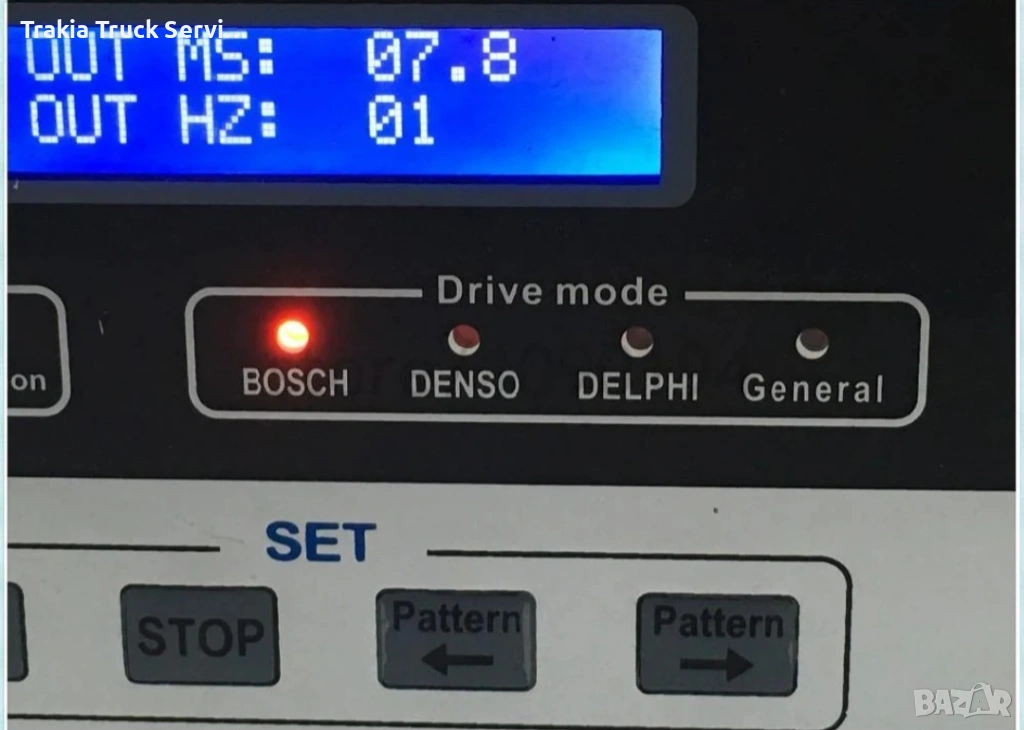 Trakia Truck Servi
OUT MS: 07.8
OUT HZ: 01
Drive mode
on
BOSCH DENSO DELPHI General
SET
STOP Pattern Pattern
BAZAR